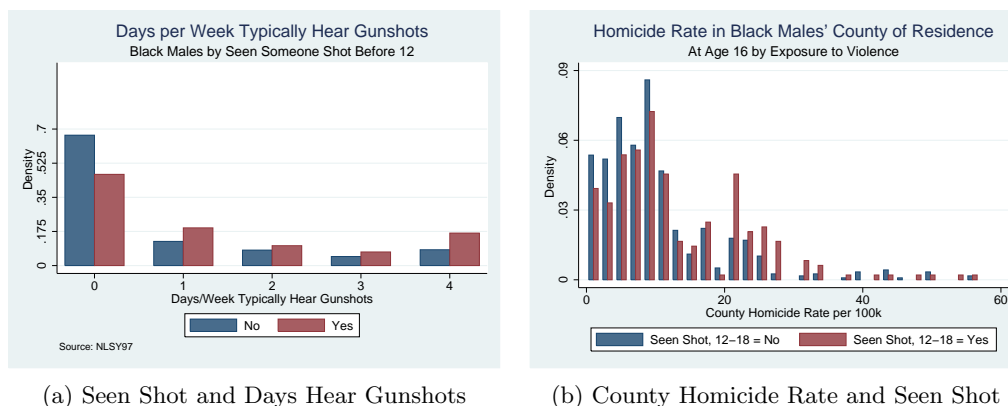 Days per Week Typically Hear Gunshots
Black Males by Seen Someone Shot Before 12
Density
.7
.525
.35
.175
0
0 1 2 3 4
Days/Week Typically Hear Gunshots
No Yes
Source: NLSY97
(a) Seen Shot and Days Hear Gunshots
Homicide Rate in Black Males' County of Residence
At Age 16 by Exposure to Violence
Density
.09
.06
.03
0
0 20 40 60
County Homicide Rate per 100k
Seen Shot, 12−18 = No Seen Shot, 12−18 = Yes
(b) County Homicide Rate and Seen Shot